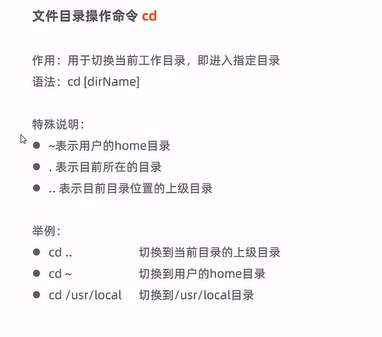 文件目录操作命令 cd
作用：用于切换当前工作目录，即进入指定目录
语法：cd [dirName]
特殊说明：
● ~表示用户的home目录
● . 表示目前所在的目录
● .. 表示目前目录位置的上级目录
举例：
● cd .. 切换到当前目录的上级目录
● cd ~ 切换到用户的home目录
● cd /usr/local 切换到/usr/local目录